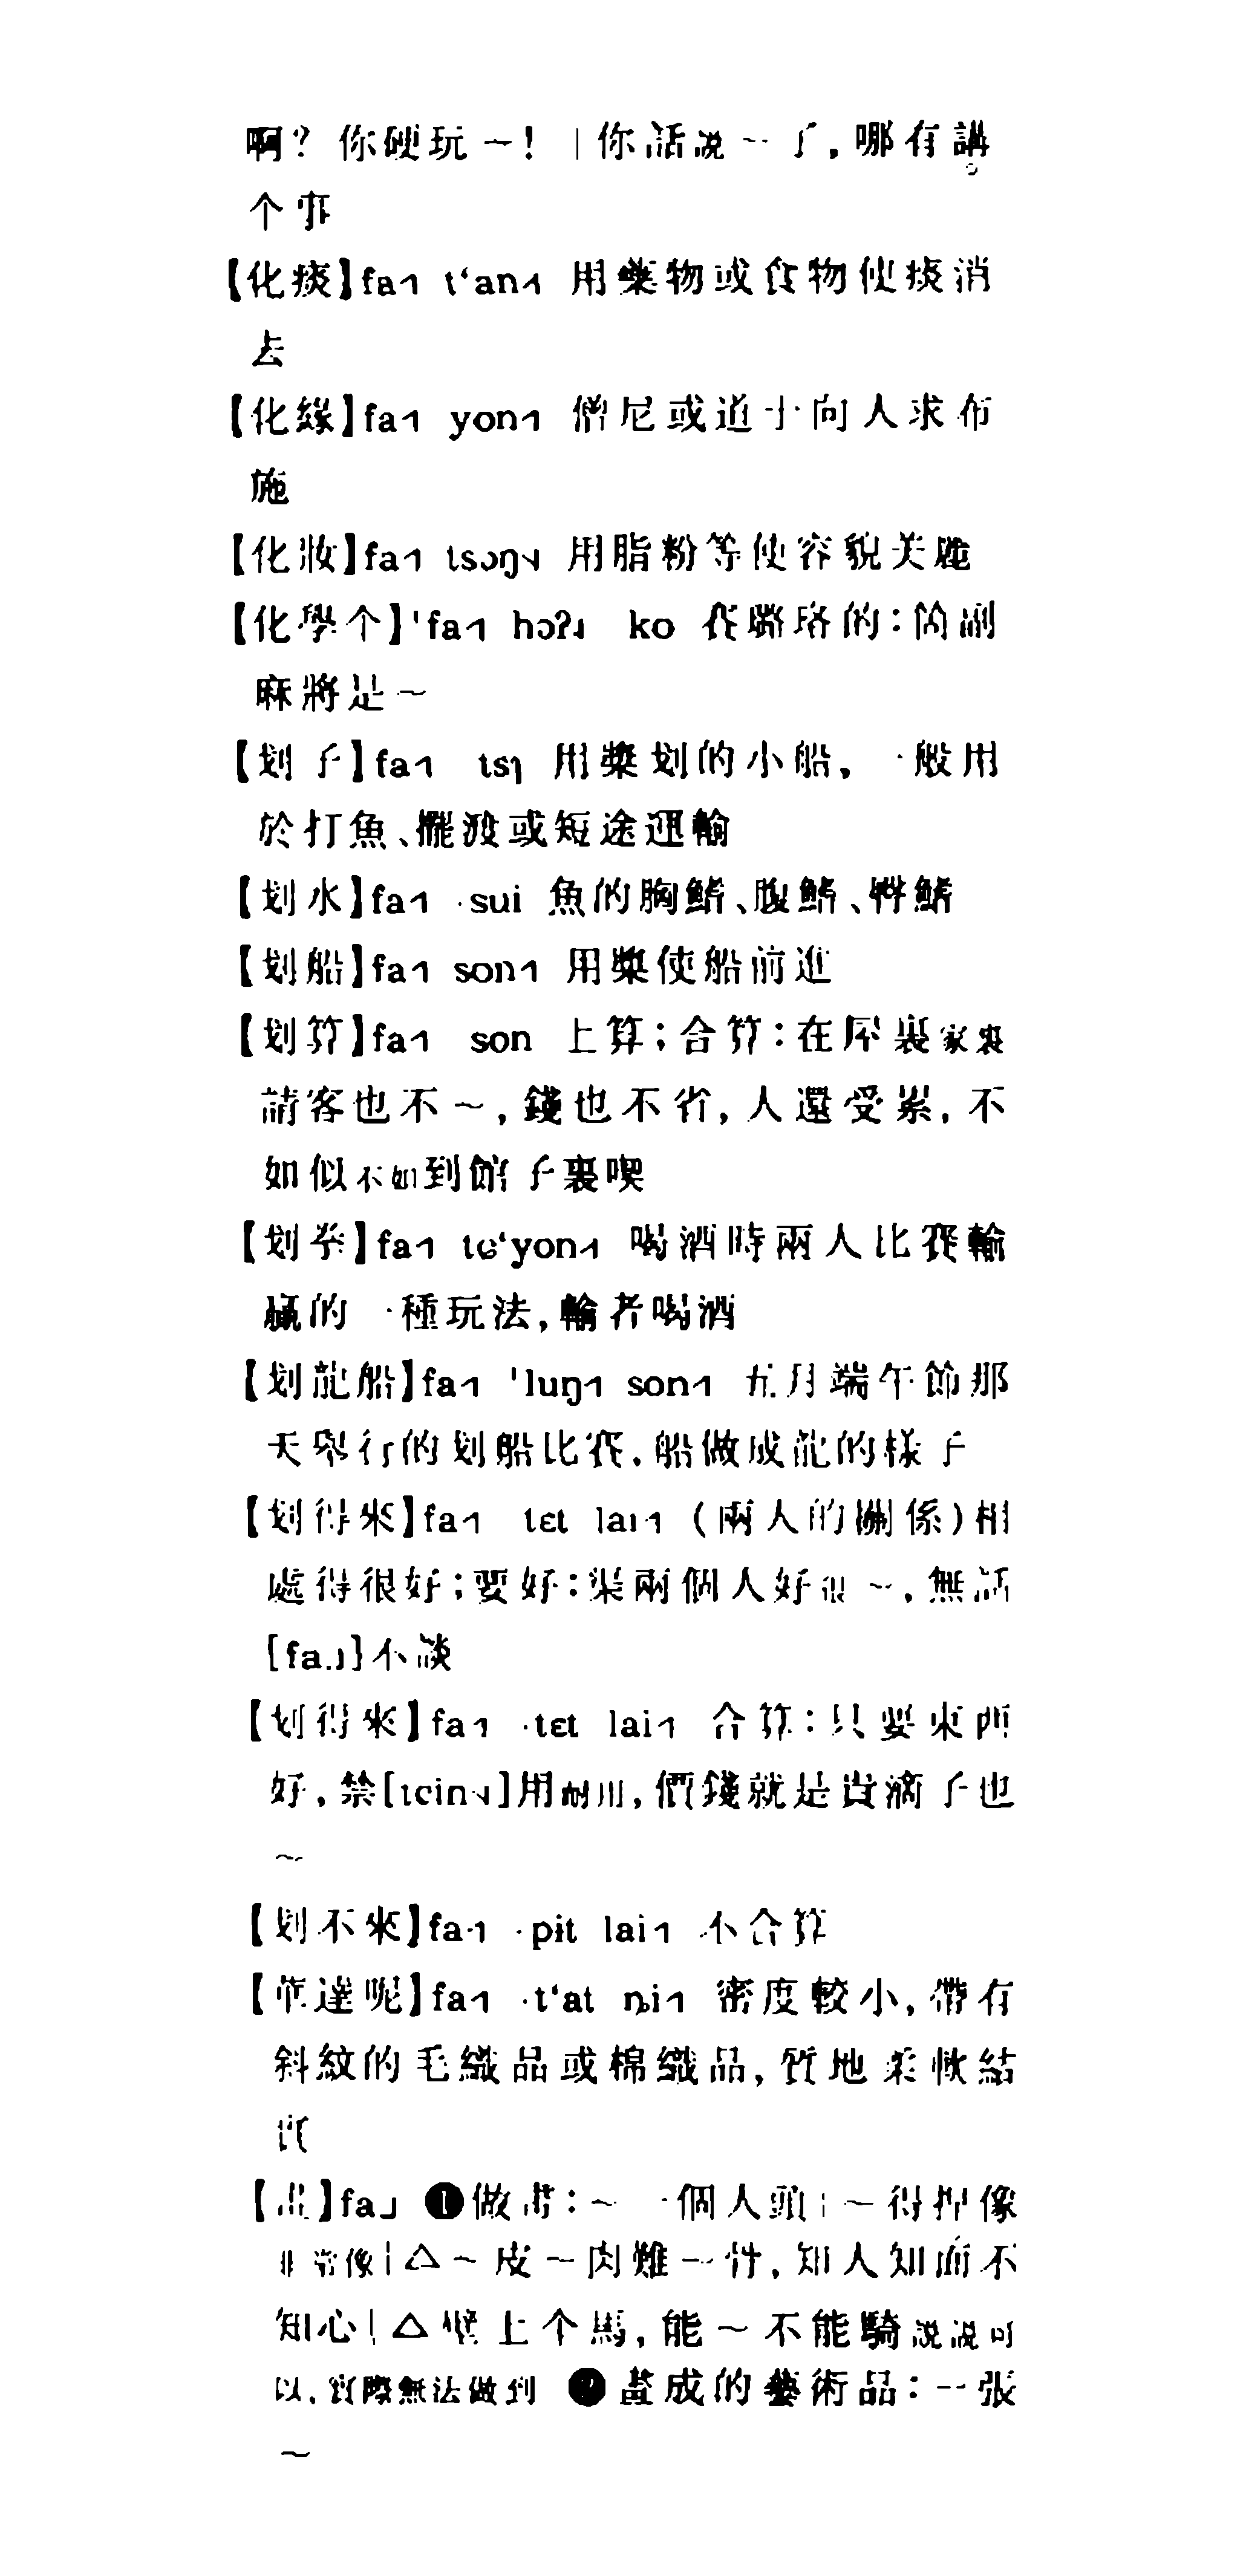 啊？你硬玩～！｜你話説～了，哪有講
个事
【化痰】fa˧ tʻan˧ 用藥物或食物使痰消
去
【化緣】fa˧ yon˧ 僧尼或道士向人求布
施
【化妝】fa˧ tsɔŋ˧ 用脂粉等使容貌美麗
【化學个】ˈfa˧ hɔʔ˩ ko 賽璐珞的：箇副
麻將是～
【划子】fa˧ tsɿ 用槳划的小船，一般用
於打魚、擺渡或短途運輸
【划水】fa˧ ·sui 魚的胸鰭、腹鰭、臀鰭
【划船】fa˧ son˧ 用槳使船前進
【划算】fa˧ son 上算；合算：在屋裏家裏
請客也不～，錢也不省，人還受累，不
如似不如到館子裏喫
【划拳】fa˧ tɕʻyon˧ 喝酒時兩人比賽輸
贏的一種玩法，輸者喝酒
【划龍船】fa˧ ˈluŋ˧ son˧ 五月端午節那
天舉行的划船比賽，船做成龍的樣子
【划得來】fa˧ tɛt lai˧ （兩人的關係）相
處得很好；要好：渠兩個人好很～，無話
[fa˩]不談
【划得來】fa˧ ·tɛt lai˧ 合算：只要東西
好，禁[tɕin˧]用耐用，價錢就是貴滴子也
～
【划不來】fa˧ ·pit lai˧ 不合算
【華達呢】fa˧ ·tʻat ȵi˧ 密度較小，帶有
斜紋的毛織品或棉織品，質地柔軟結
實
【畫】fa˩ ❶做畫：～一個人頭｜～得捍像
非常像｜△～皮～肉難～骨，知人知面不
知心｜△壁上个馬，能～不能騎説説可
以，實際無法做到 ❷畫成的藝術品：一張
～